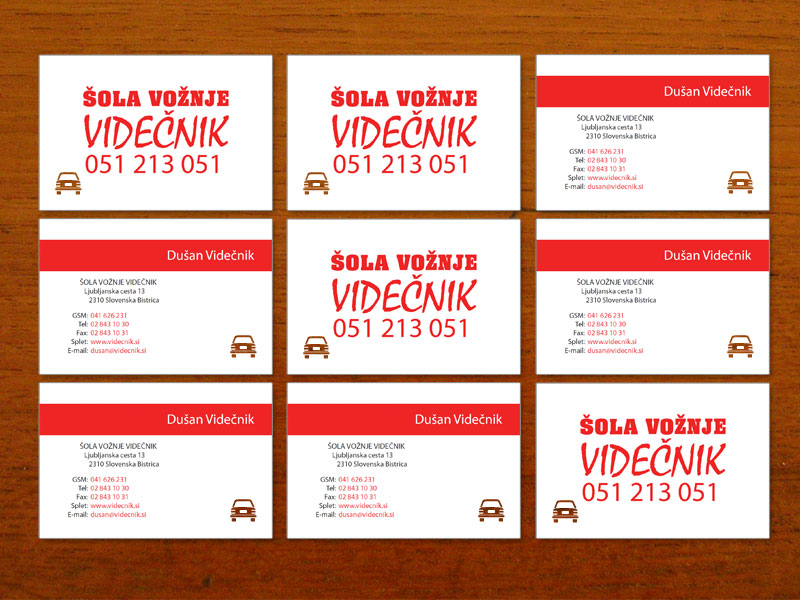 ŠOLA VOŽNJE
VIDEČNIK
051 213 051
ŠOLA VOŽNJE
VIDEČNIK
051 213 051
Dušan Videčnik
ŠOLA VOŽNJE VIDEČNIK
Ljubljanska cesta 13
2310 Slovenska Bistrica
GSM: 041 626 231
Tel: 02 843 10 30
Fax: 02 843 10 31
Splet: www.videcnik.si
E-mail: dusan@videcnik.si
Dušan Videčnik
ŠOLA VOŽNJE VIDEČNIK
Ljubljanska cesta 13
2310 Slovenska Bistrica
GSM: 041 626 231
Tel: 02 843 10 30
Fax: 02 843 10 31
Splet: www.videcnik.si
E-mail: dusan@videcnik.si
ŠOLA VOŽNJE
VIDEČNIK
051 213 051
Dušan Videčnik
ŠOLA VOŽNJE VIDEČNIK
Ljubljanska cesta 13
2310 Slovenska Bistrica
GSM: 041 626 231
Tel: 02 843 10 30
Fax: 02 843 10 31
Splet: www.videcnik.si
E-mail: dusan@videcnik.si
Dušan Videčnik
ŠOLA VOŽNJE VIDEČNIK
Ljubljanska cesta 13
2310 Slovenska Bistrica
GSM: 041 626 231
Tel: 02 843 10 30
Fax: 02 843 10 31
Splet: www.videcnik.si
E-mail: dusan@videcnik.si
Dušan Videčnik
ŠOLA VOŽNJE VIDEČNIK
Ljubljanska cesta 13
2310 Slovenska Bistrica
GSM: 041 626 231
Tel: 02 843 10 30
Fax: 02 843 10 31
Splet: www.videcnik.si
E-mail: dusan@videcnik.si
ŠOLA VOŽNJE
VIDEČNIK
051 213 051